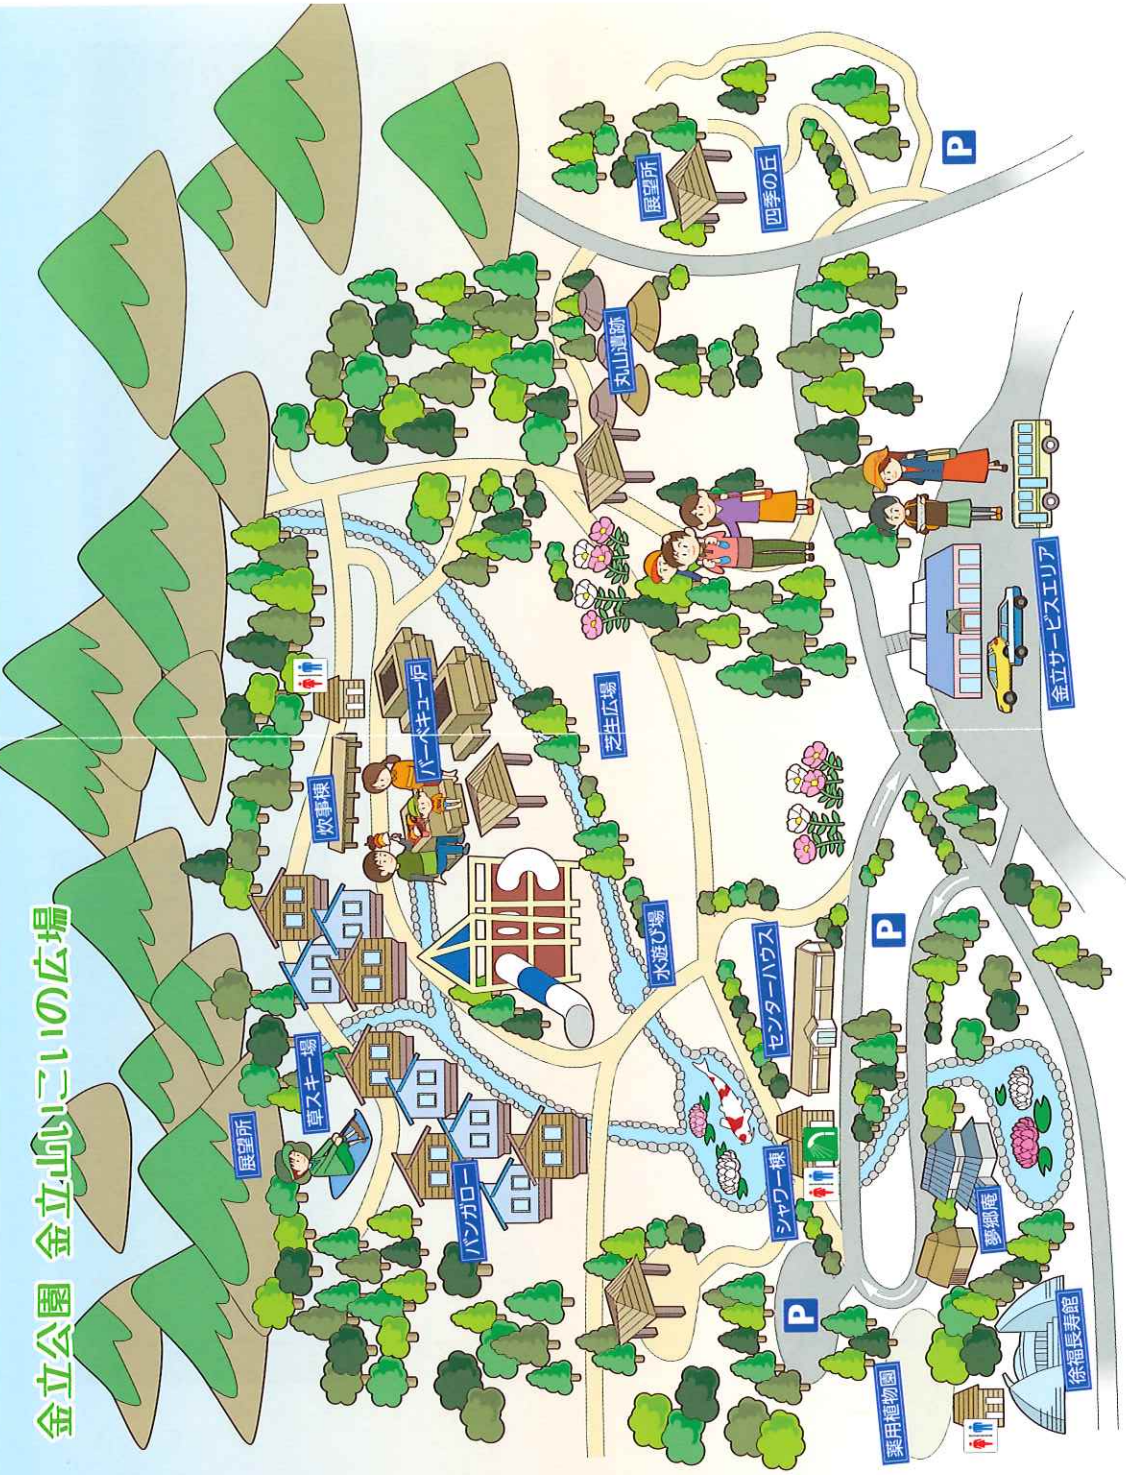 金立公園 金立山いこいの広場
展望所
草スキー場
バンガロー
炊事棟
バーベキュー炉
水遊び場
芝生広場
丸山遺跡
展望所
四季の丘
P
センターハウス
シャワー棟
P
P
夢郷庵
薬用植物園
徐福長寿館
金立サービスエリア